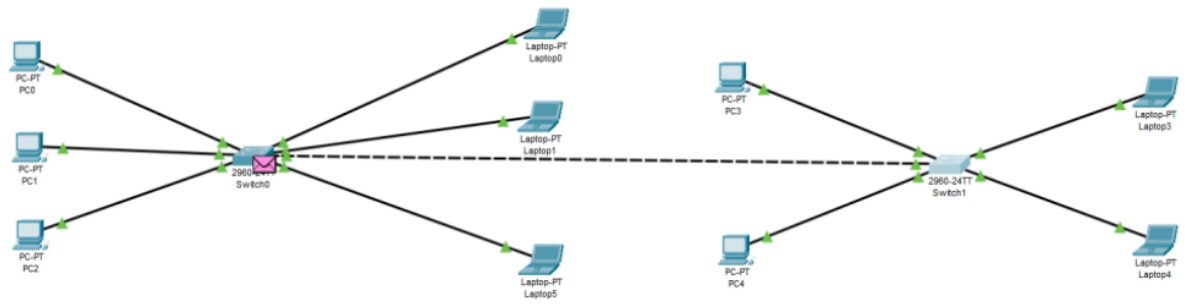 PC-PT
PC0
PC-PT
PC1
PC-PT
PC2
2960-24TT
Switch0
Laptop-PT
Laptop0
Laptop-PT
Laptop1
Laptop-PT
Laptop5
PC-PT
PC3
PC-PT
PC4
2960-24TT
Switch1
Laptop-PT
Laptop3
Laptop-PT
Laptop4